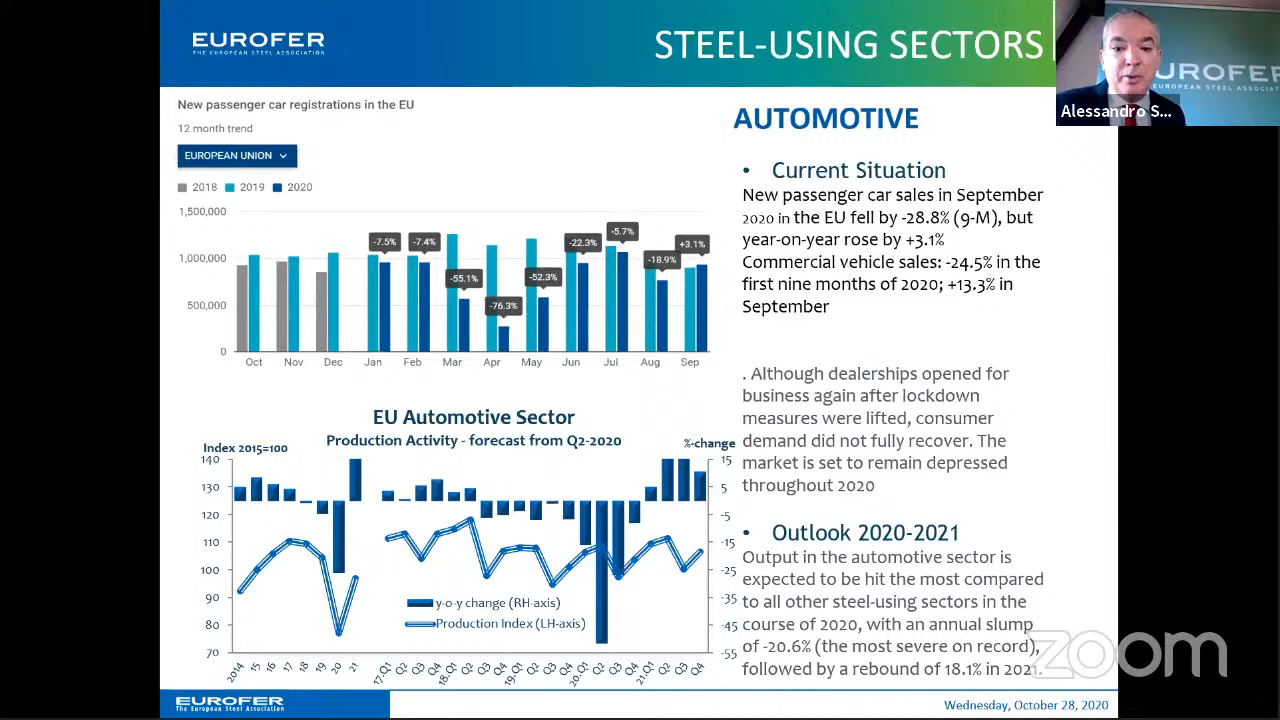 EUROFER
THE EUROPEAN STEEL ASSOCIATION
STEEL-USING SECTORS
UROFER
EUROPEAN STEEL ASSOCIA
Alessandro S...
New passenger car registrations in the EU
12 month trend
EUROPEAN UNION
2018 2019 2020
1,500,000
1,000,000
500,000
0
-7.5% -7.4% -55.1% -76.3% -52.3% -22.3% -5.7% -18.9% +3.1%
Oct Nov Dec Jan Feb Mar Apr May Jun Jul Aug Sep
EU Automotive Sector
Production Activity - forecast from Q2-2020
Index 2015=100
%-change
140
130
120
110
100
90
80
70
15
5
-5
-15
-25
-35
-45
-55
y-o-y change (RH-axis)
Production Index (LH-axis)
2014 15 16 17 18 19 20 21 17:Q1 Q2 Q3 Q4 18:Q1 Q2 Q3 Q4 19:Q1 Q2 Q3 Q4 20:Q1 Q2 Q3 Q4 21:Q1 Q2 Q3 Q4
AUTOMOTIVE
• Current Situation
New passenger car sales in September
2020 in the EU fell by -28.8% (9-M), but
year-on-year rose by +3.1%
Commercial vehicle sales: -24.5% in the
first nine months of 2020; +13.3% in
September
. Although dealerships opened for
business again after lockdown
measures were lifted, consumer
demand did not fully recover. The
market is set to remain depressed
throughout 2020
• Outlook 2020-2021
Output in the automotive sector is
expected to be hit the most compared
to all other steel-using sectors in the
course of 2020, with an annual slump
of -20.6% (the most severe on record),
followed by a rebound of 18.1% in 2021.
zoom
EUROFER
The European Steel Association
Wednesday, October 28, 2020